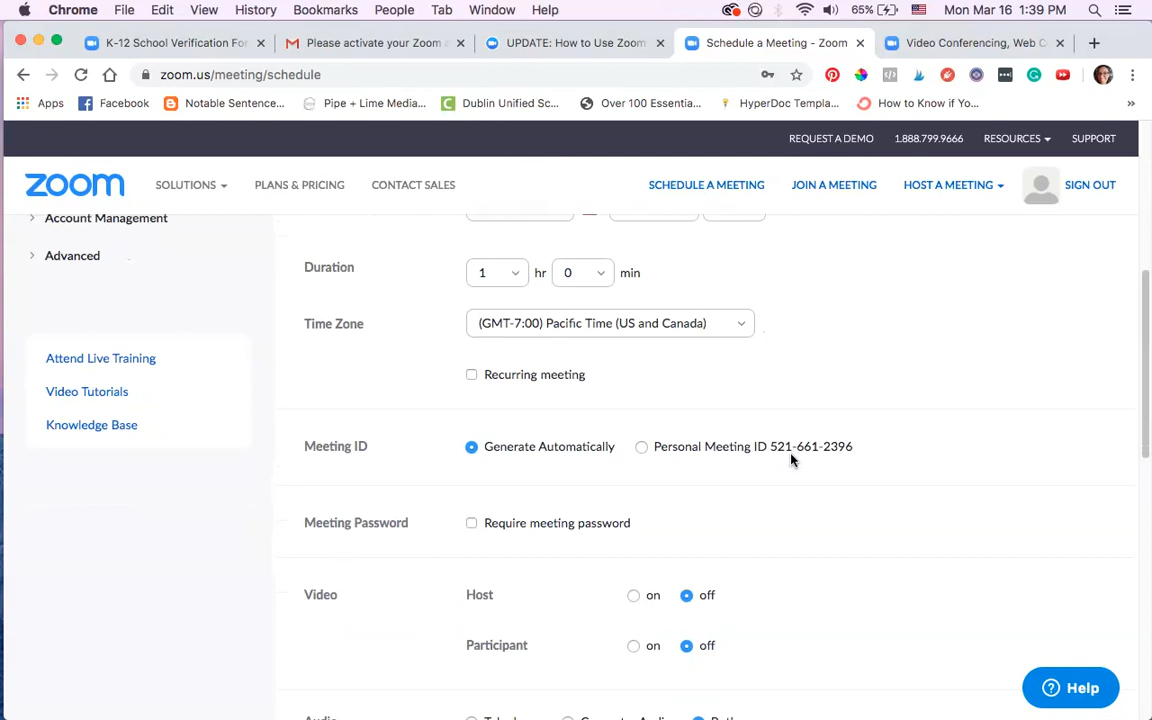 Chrome File Edit View History Bookmarks People Tab Window Help 65% Mon Mar 16 1:39 PM
K-12 School Verification For Please activate your Zoom a UPDATE: How to Use Zoom Schedule a Meeting - Zoom Video Conferencing, Web C
zoom.us/meeting/schedule
Apps Facebook Notable Sentence... Pipe + Lime Media... Dublin Unified Sc... Over 100 Essentia... HyperDoc Templa... How to Know if Yo... »
REQUEST A DEMO 1.888.799.9666 RESOURCES SUPPORT
zoom SOLUTIONS PLANS & PRICING CONTACT SALES SCHEDULE A MEETING JOIN A MEETING HOST A MEETING SIGN OUT
Account Management
Advanced
Attend Live Training
Video Tutorials
Knowledge Base
Duration 1 hr 0 min
Time Zone (GMT-7:00) Pacific Time (US and Canada)
Recurring meeting
Meeting ID Generate Automatically Personal Meeting ID 521-661-2396
Meeting Password Require meeting password
Video Host on off
Participant on off
Help